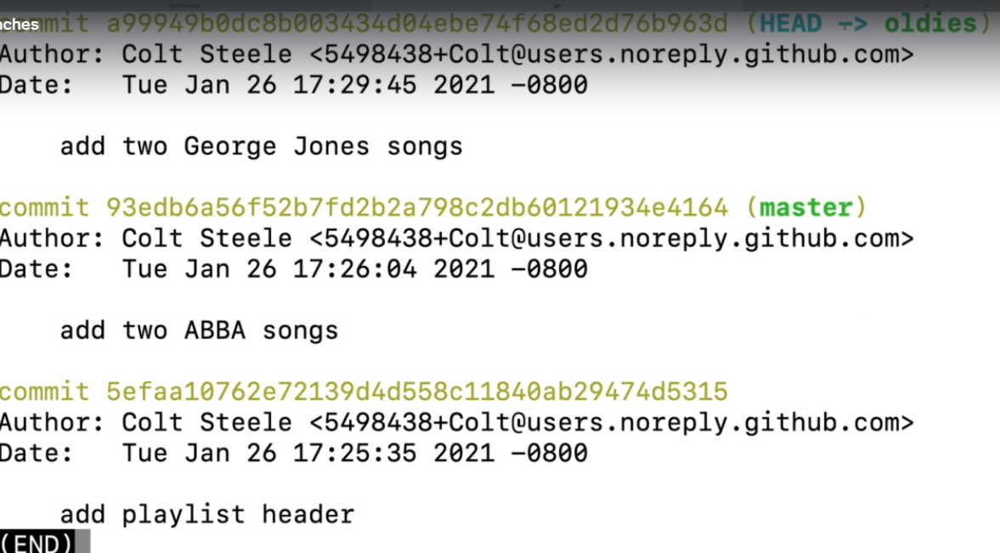 nches
mmit a99949b0dc8b003434d04ebe74f68ed2d76b963d (HEAD -> oldies)
Author: Colt Steele <5498438+Colt@users.noreply.github.com>
Date:   Tue Jan 26 17:29:45 2021 -0800
add two George Jones songs
commit 93edb6a56f52b7fd2b2a798c2db60121934e4164 (master)
Author: Colt Steele <5498438+Colt@users.noreply.github.com>
Date:   Tue Jan 26 17:26:04 2021 -0800
add two ABBA songs
commit 5efaa10762e72139d4d558c11840ab29474d5315
Author: Colt Steele <5498438+Colt@users.noreply.github.com>
Date:   Tue Jan 26 17:25:35 2021 -0800
add playlist header
(END)